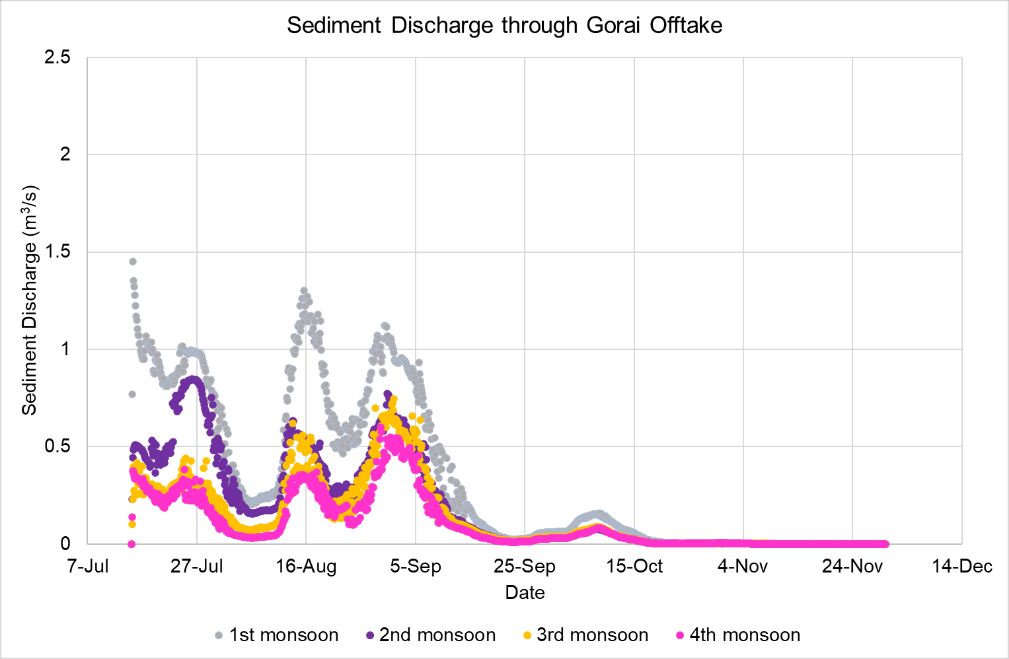 Sediment Discharge through Gorai Offtake
2.5
2
1.5
1
0.5
0
Sediment Discharge (m³/s)
7-Jul 27-Jul 16-Aug 5-Sep 25-Sep 15-Oct 4-Nov 24-Nov 14-Dec
Date
1st monsoon 2nd monsoon 3rd monsoon 4th monsoon